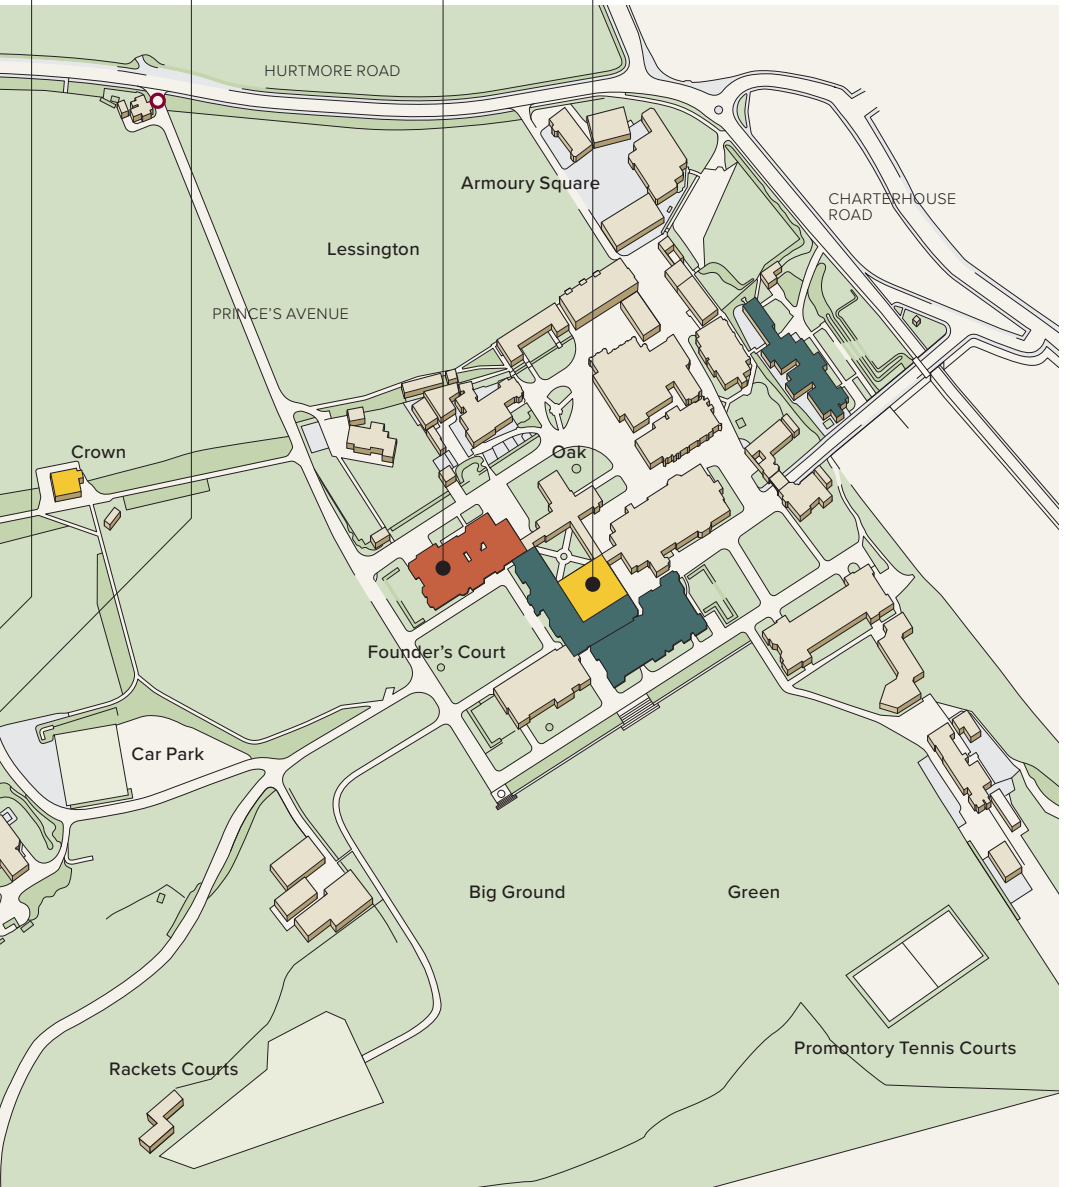 HURTMORE ROAD
Armoury Square
CHARTERHOUSE
ROAD
Lessington
PRINCE'S AVENUE
Crown
Oak
Founder's Court
Car Park
Big Ground
Green
Promontory Tennis Courts
Rackets Courts